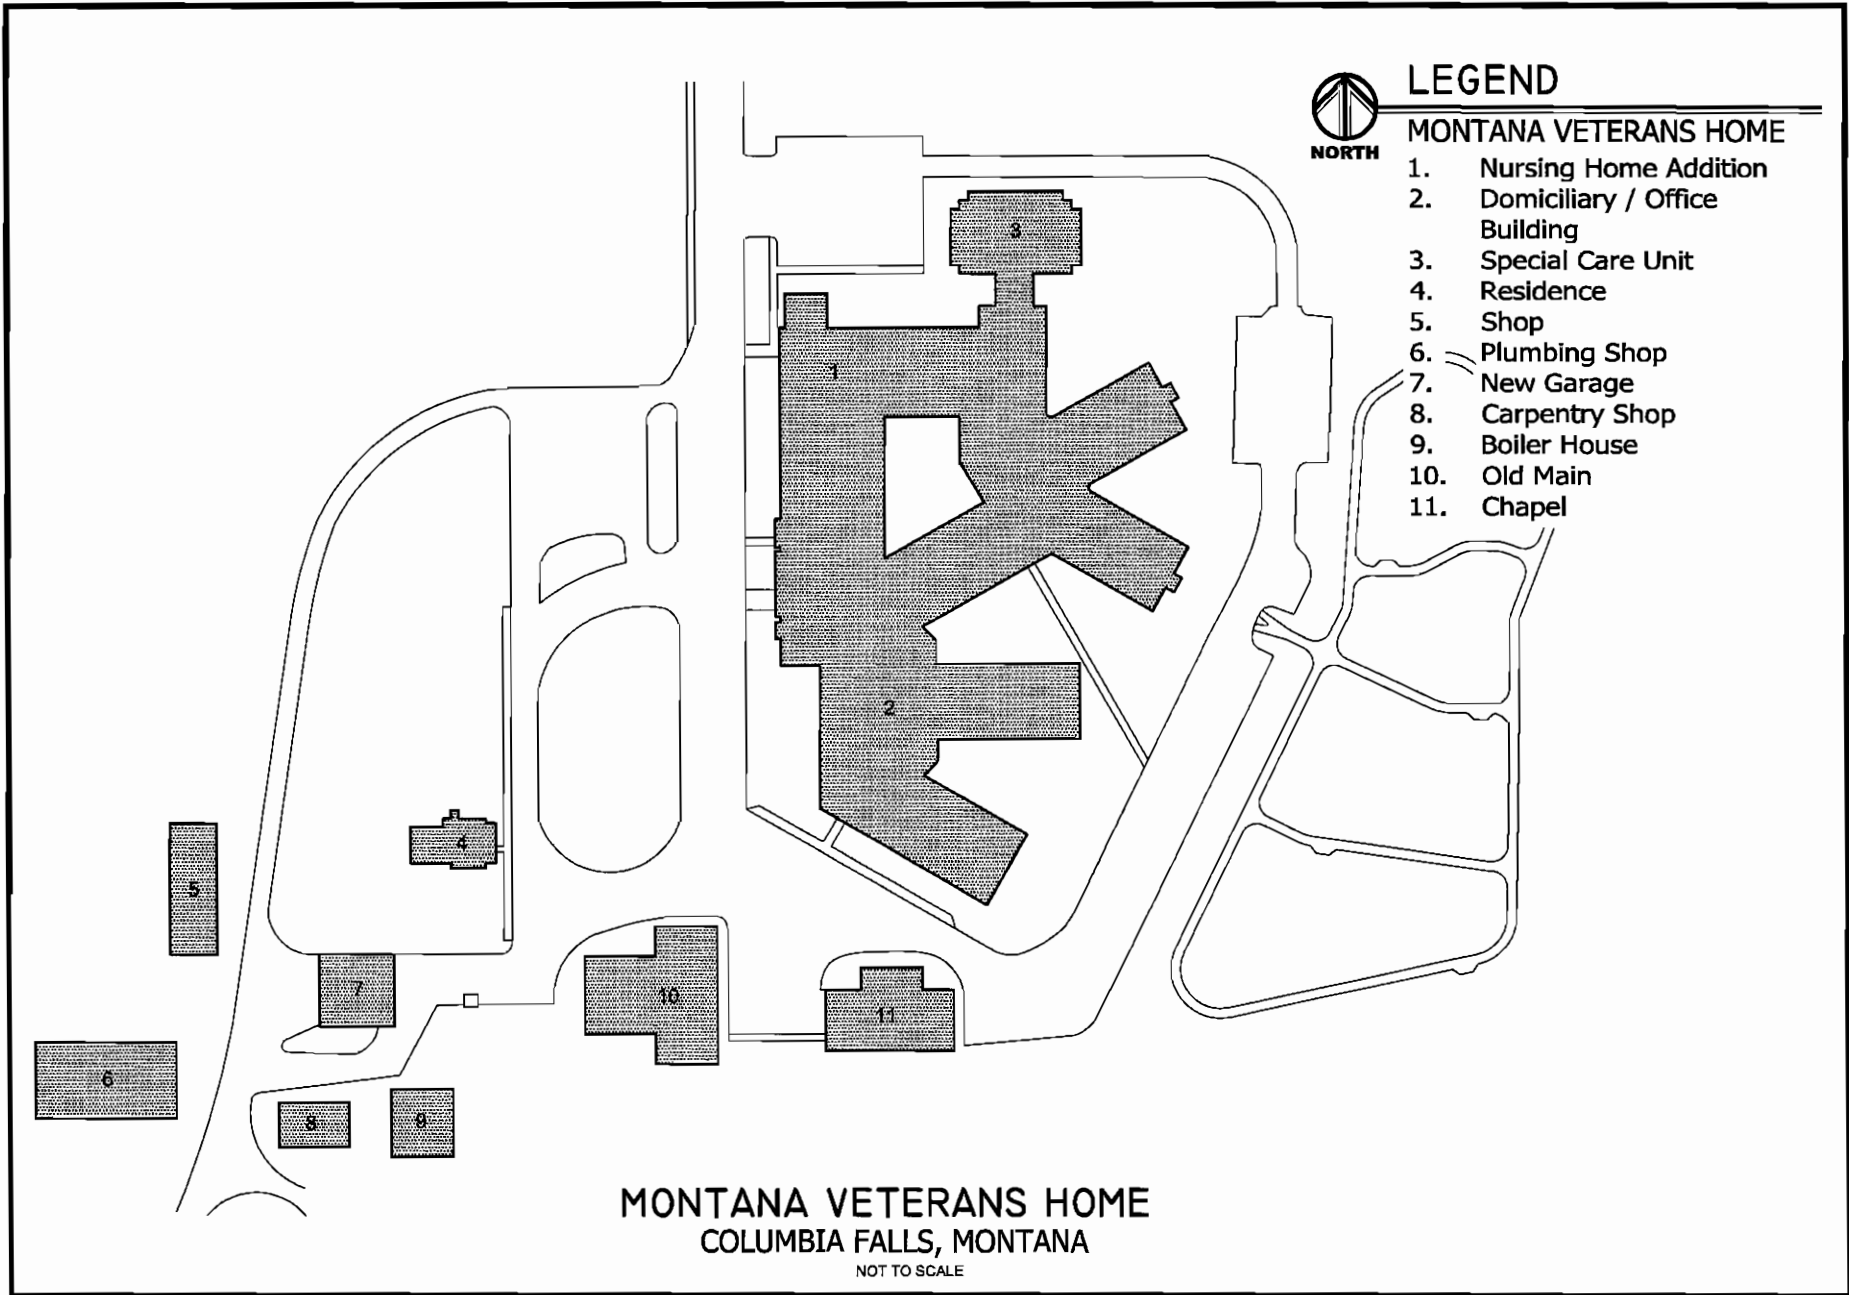 LEGEND
NORTH
MONTANA VETERANS HOME
1. Nursing Home Addition
2. Domiciliary / Office
Building
3. Special Care Unit
4. Residence
5. Shop
6. Plumbing Shop
7. New Garage
8. Carpentry Shop
9. Boiler House
10. Old Main
11. Chapel
3
1
2
4
5
7
10
11
6
8
9
MONTANA VETERANS HOME
COLUMBIA FALLS, MONTANA
NOT TO SCALE